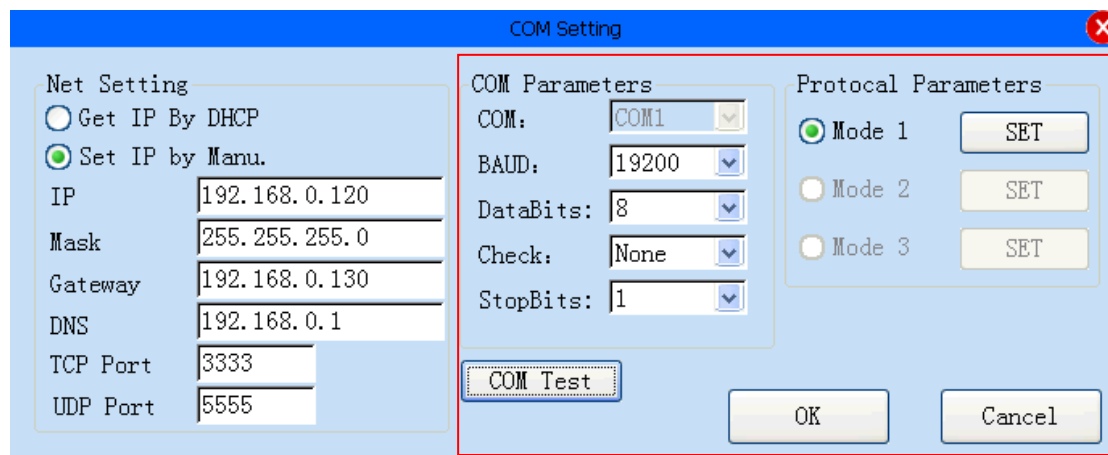 COM Setting
Net Setting
Get IP By DHCP
Set IP by Manu.
IP 192.168.0.120
Mask 255.255.255.0
Gateway 192.168.0.130
DNS 192.168.0.1
TCP Port 3333
UDP Port 5555
COM Parameters
COM: COM1
BAUD: 19200
DataBits: 8
Check: None
StopBits: 1
COM Test
Protocal Parameters
Mode 1 SET
Mode 2 SET
Mode 3 SET
OK Cancel